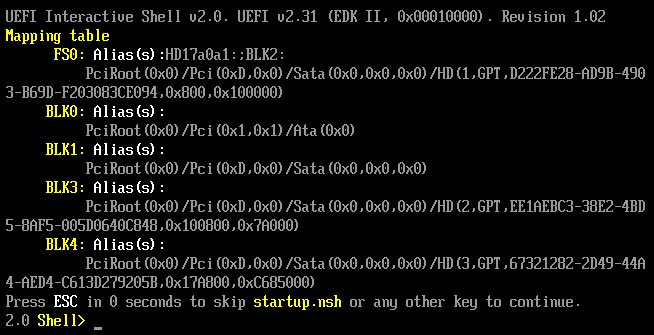 UEFI Interactive Shell v2.0. UEFI v2.31 (EDK II, 0x00010000). Revision 1.02
Mapping table
FS0: Alias(s):HD17a0a1:;BLK2:
PciRoot(0x0)/Pci(0xD,0x0)/Sata(0x0,0x0,0x0)/HD(1,GPT,D222FE28-AD9B-490
3-B69D-F203083CE094,0x800,0x100000)
BLK0: Alias(s):
PciRoot(0x0)/Pci(0x1,0x1)/Ata(0x0)
BLK1: Alias(s):
PciRoot(0x0)/Pci(0xD,0x0)/Sata(0x0,0x0,0x0)
BLK3: Alias(s):
PciRoot(0x0)/Pci(0xD,0x0)/Sata(0x0,0x0,0x0)/HD(2,GPT,EE1AEBC3-38E2-4BD
5-8AF5-005D0640C848,0x100800,0x7A000)
BLK4: Alias(s):
PciRoot(0x0)/Pci(0xD,0x0)/Sata(0x0,0x0,0x0)/HD(3,GPT,67321282-2D49-44A
4-AED4-C613D279205B,0x17A800,0xC685000)
Press ESC in 0 seconds to skip startup.nsh or any other key to continue.
2.0 Shell> _